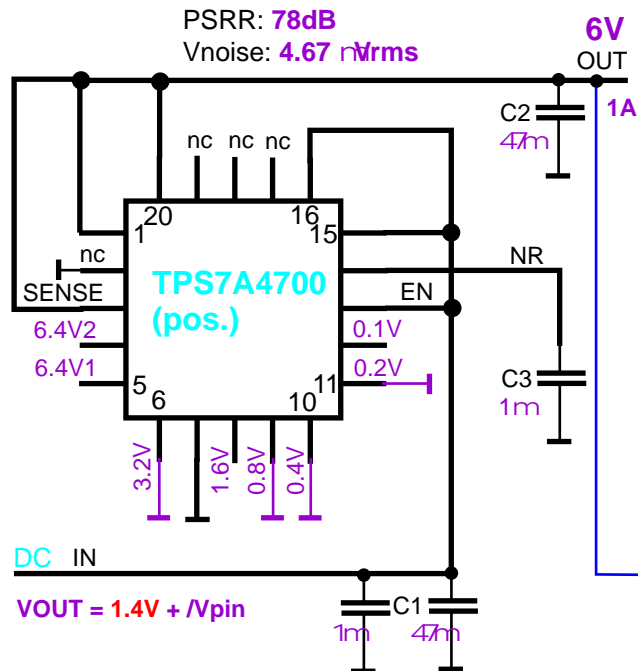 PSRR: 78dB
Vnoise: 4.67 mVrms
6V
OUT
1A
C2
47m
nc
nc
nc
20
16
1
15
nc
NR
TPS7A4700
(pos.)
SENSE
EN
6.4V2
0.1V
6.4V1
0.2V
5
11
6
10
C3
1m
3.2V
1.6V
0.8V
0.4V
DC IN
VOUT = 1.4V + /Vpin
C1
1m
47m